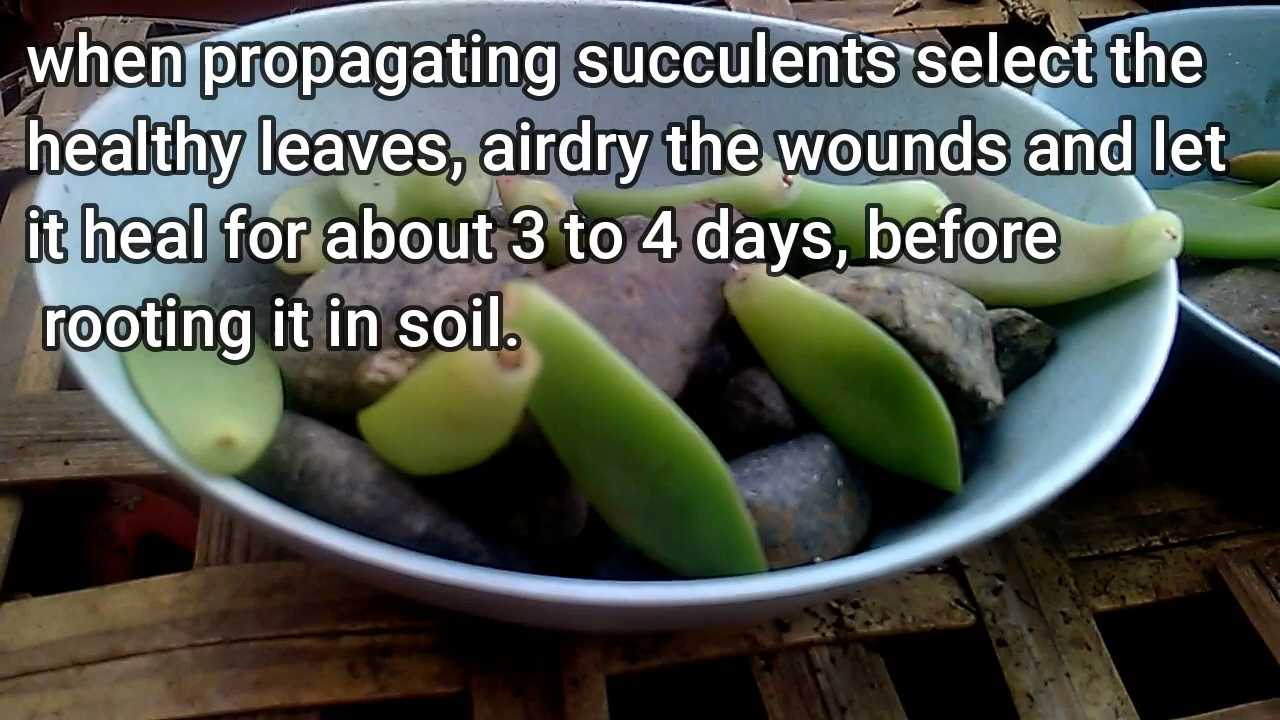 when propagating succulents select the
healthy leaves, airdry the wounds and let
it heal for about 3 to 4 days, before
rooting it in soil.